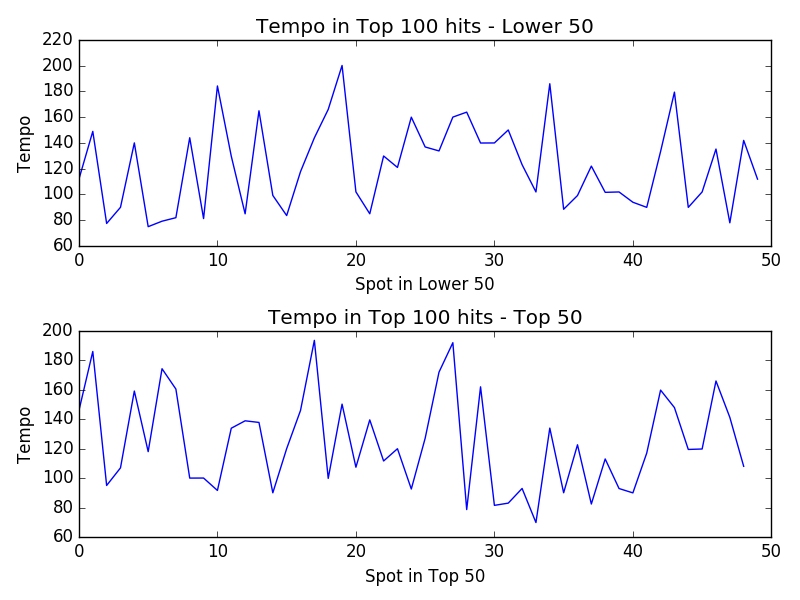 Tempo in Top 100 hits - Lower 50
220
200
180
160
140
120
100
80
60
Tempo
0 10 20 30 40 50
Spot in Lower 50
Tempo in Top 100 hits - Top 50
200
180
160
140
120
100
80
60
Tempo
0 10 20 30 40 50
Spot in Top 50